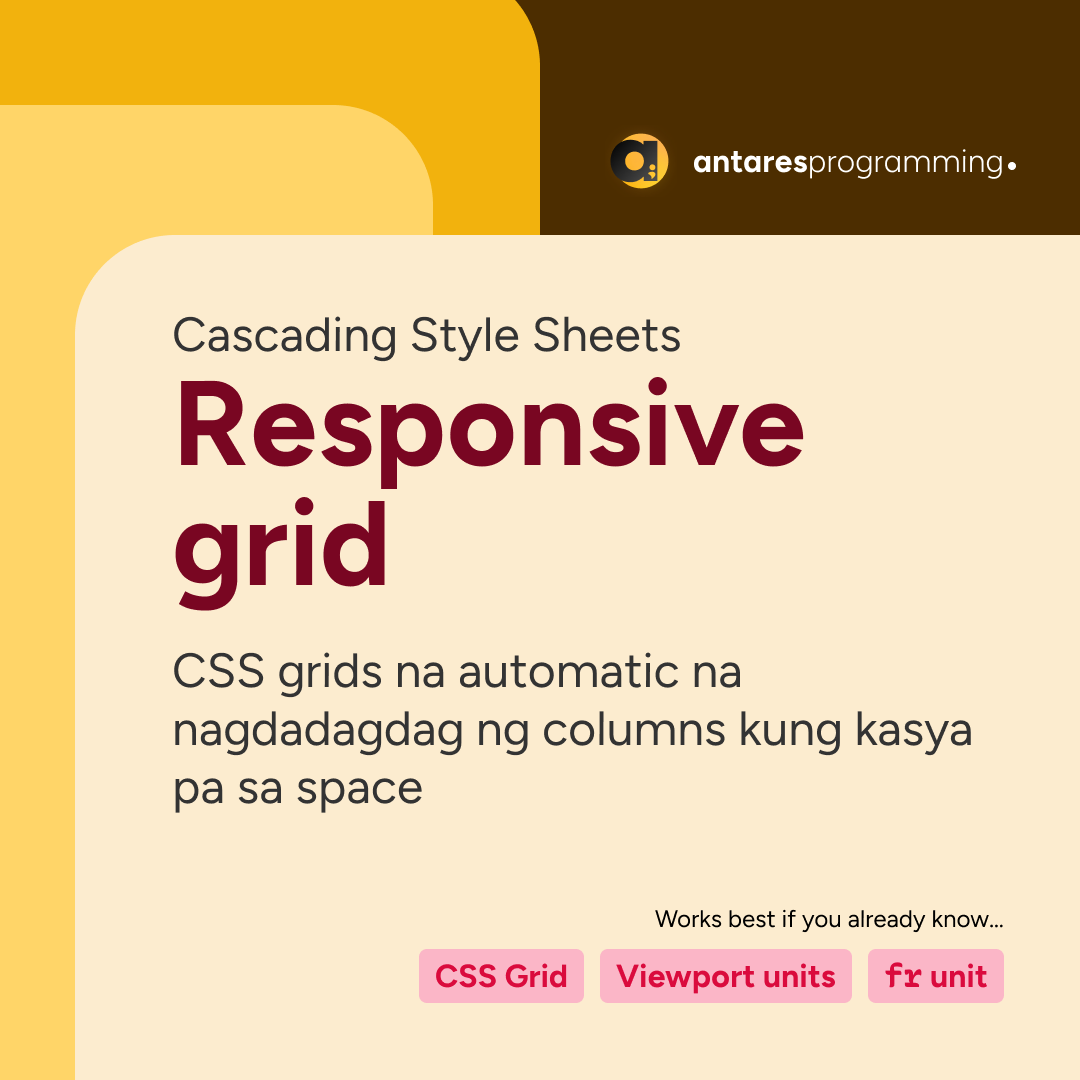 antaresprogramming.
Cascading Style Sheets
Responsive
grid
CSS grids na automatic na
nagdadagdag ng columns kung kasya
pa sa space
Works best if you already know...
CSS Grid
Viewport units
fr unit